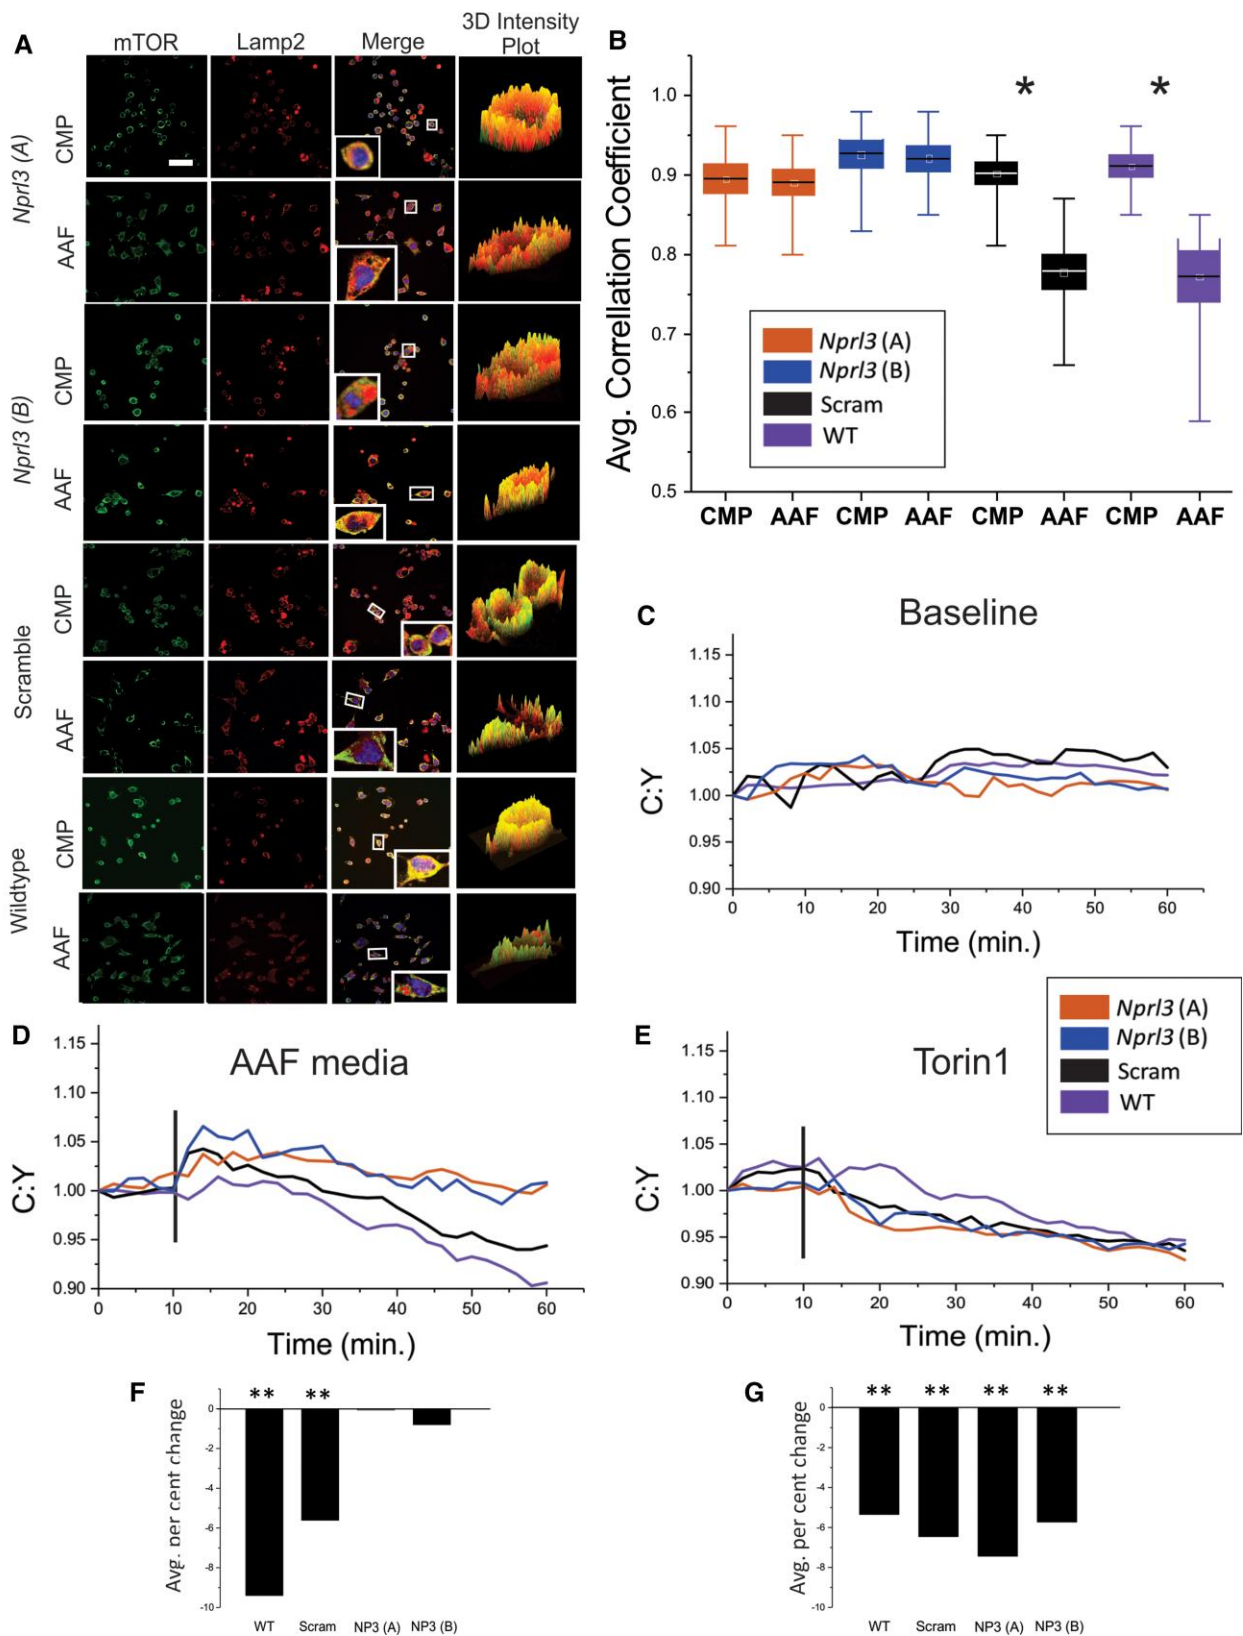 A
mTOR
Lamp2
Merge
3D Intensity
Plot
Nprl3 (A)
CMP
AAF
Nprl3 (B)
CMP
AAF
Scramble
CMP
AAF
Wildtype
CMP
AAF
B
*
*
Avg. Correllation Coefficient
1.0
0.9
0.8
0.7
0.6
0.5
Nprl3 (A)
Nprl3 (B)
Scram
WT
CMP AAF CMP AAF CMP AAF CMP AAF
C
Baseline
C:Y
1.15
1.10
1.05
1.00
0.95
0.90
0 10 20 30 40 50 60
Time (min.)
Nprl3 (A)
Nprl3 (B)
Scram
WT
D
AAF media
C:Y
1.15
1.10
1.05
1.00
0.95
0.90
0 10 20 30 40 50 60
Time (min.)
E
Torin1
C:Y
1.15
1.10
1.05
1.00
0.95
0.90
0 10 20 30 40 50 60
Time (min.)
F
** **
Avg. per cent change
0
-2
-4
-6
-8
-10
WT Scram NP3 (A) NP3 (B)
G
** ** ** **
Avg. per cent change
0
-2
-4
-6
-8
-10
WT Scram NP3 (A) NP3 (B)